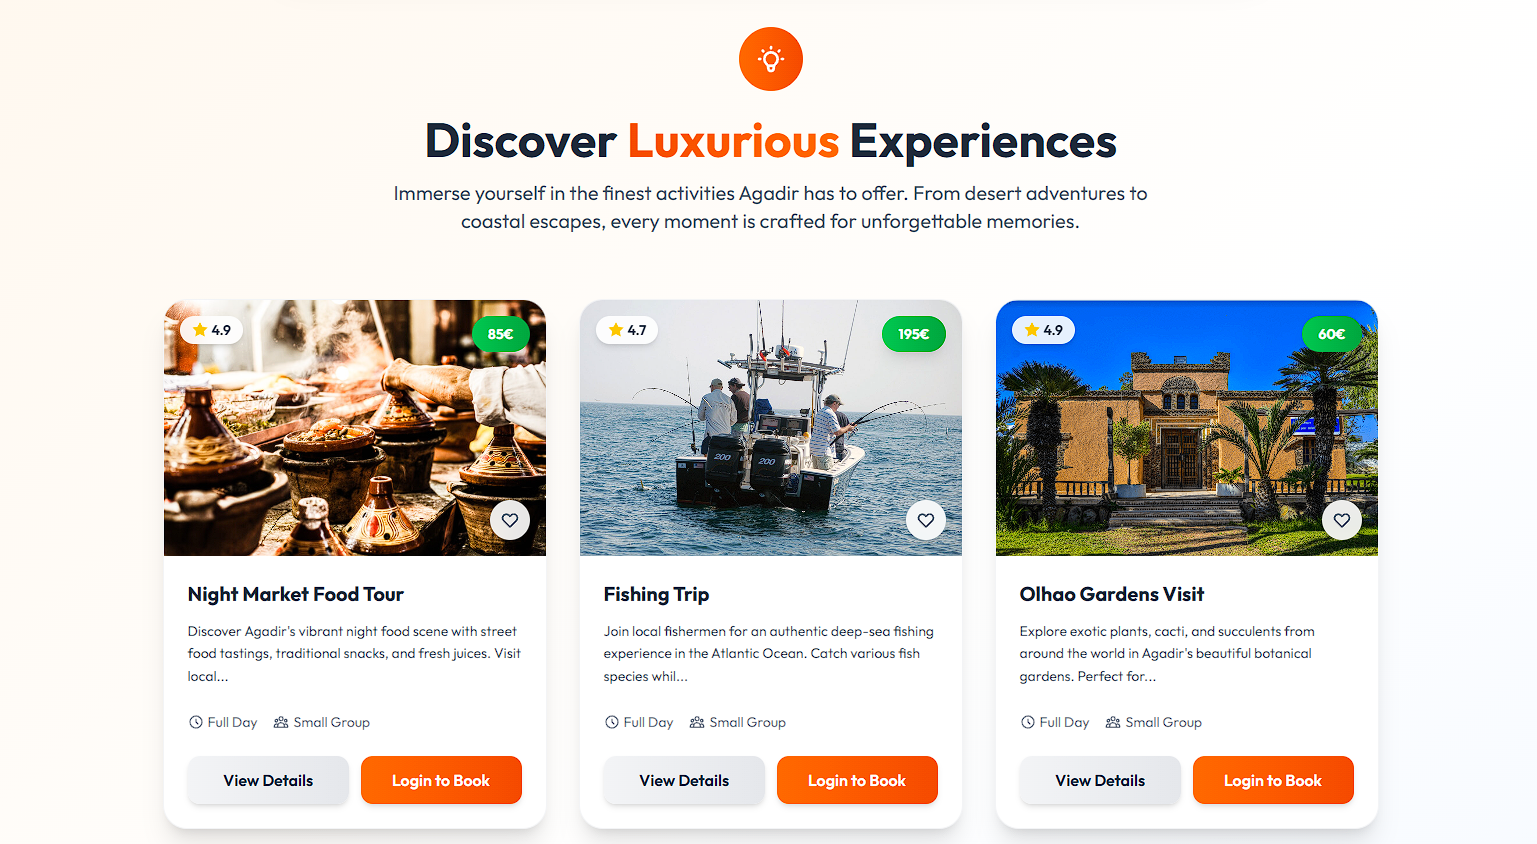 Discover Luxurious Experiences
Immerse yourself in the finest activities Agadir has to offer. From desert adventures to
coastal escapes, every moment is crafted for unforgettable memories.
4.9
85€
Night Market Food Tour
Discover Agadir's vibrant night food scene with street
food tastings, traditional snacks, and fresh juices. Visit
local...
Full Day
Small Group
View Details
Login to Book
4.7
195€
200
200
Fishing Trip
Join local fishermen for an authentic deep-sea fishing
experience in the Atlantic Ocean. Catch various fish
species whil...
Full Day
Small Group
View Details
Login to Book
4.9
60€
Olhao Gardens Visit
Explore exotic plants, cacti, and succulents from
around the world in Agadir's beautiful botanical
gardens. Perfect for...
Full Day
Small Group
View Details
Login to Book